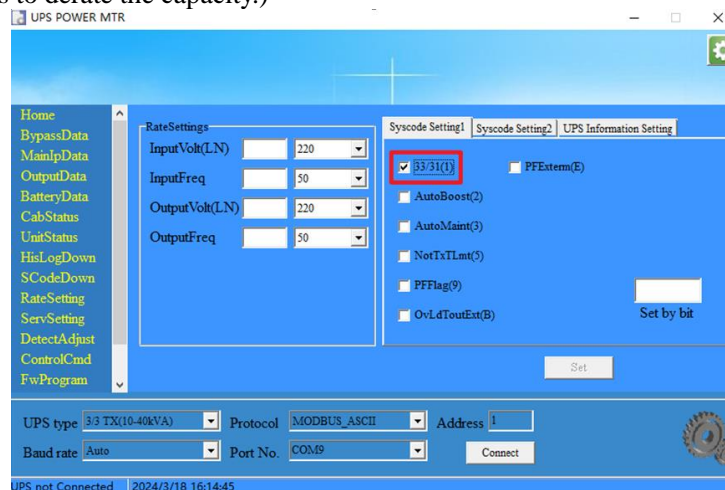 s to derate the capacity.)
UPS POWER MTR
Home
BypassData
MainIpData
OutputData
BatteryData
CabStatus
UnitStatus
HisLogDown
SCodeDown
RateSetting
ServSetting
DetectAdjust
ControlCmd
FwProgram
RateSettings
InputVolt(LN) 220
InputFreq 50
OutputVolt(LN) 220
OutputFreq 50
Syscode Setting1 Syscode Setting2 UPS Information Setting
33/31(1) PFExterm(E)
AutoBoost(2)
AutoMaint(3)
NotTxTLmt(5)
PFFlag(9)
OvLdToutExt(B) Set by bit
Set
UPS type 3/3 TX(10-40kVA) Protocol MODBUS_ASCII Address 1
Baud rate Auto Port No. COM9 Connect
UPS not Connected 2024/3/18 16:14:45